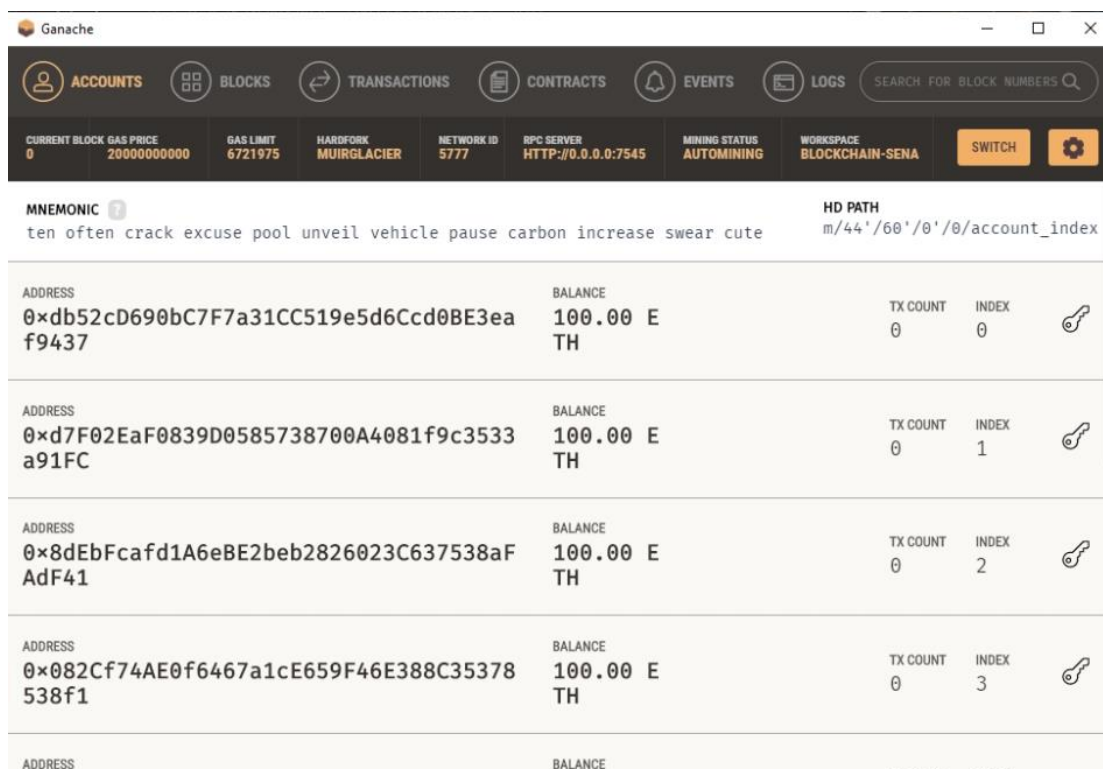 Ganache
ACCOUNTS BLOCKS TRANSACTIONS CONTRACTS EVENTS LOGS SEARCH FOR BLOCK NUMBERS
CURRENT BLOCK GAS PRICE GAS LIMIT HARDFORK NETWORK ID RPC SERVER MINING STATUS WORKSPACE
0 20000000000 6721975 MUIRGLACIER 5777 HTTP://0.0.0.0:7545 AUTOMINING BLOCKCHAIN-SENA SWITCH
MNEMONIC ? HD PATH
ten often crack excuse pool unveil vehicle pause carbon increase swear cute m/44'/60'/0'/0/account_index
ADDRESS BALANCE TX COUNT INDEX
0×db52cD690bC7F7a31CC519e5d6Ccd0BE3ea 100.00 E 0 0
f9437 TH
ADDRESS BALANCE TX COUNT INDEX
0×d7F02EaF0839D0585738700A4081f9c3533 100.00 E 0 1
a91FC TH
ADDRESS BALANCE TX COUNT INDEX
0×8dEbFcafd1A6eBE2beb2826023C637538aF 100.00 E 0 2
AdF41 TH
ADDRESS BALANCE TX COUNT INDEX
0×082Cf74AE0f6467a1cE659F46E388C35378 100.00 E 0 3
538f1 TH
ADDRESS BALANCE